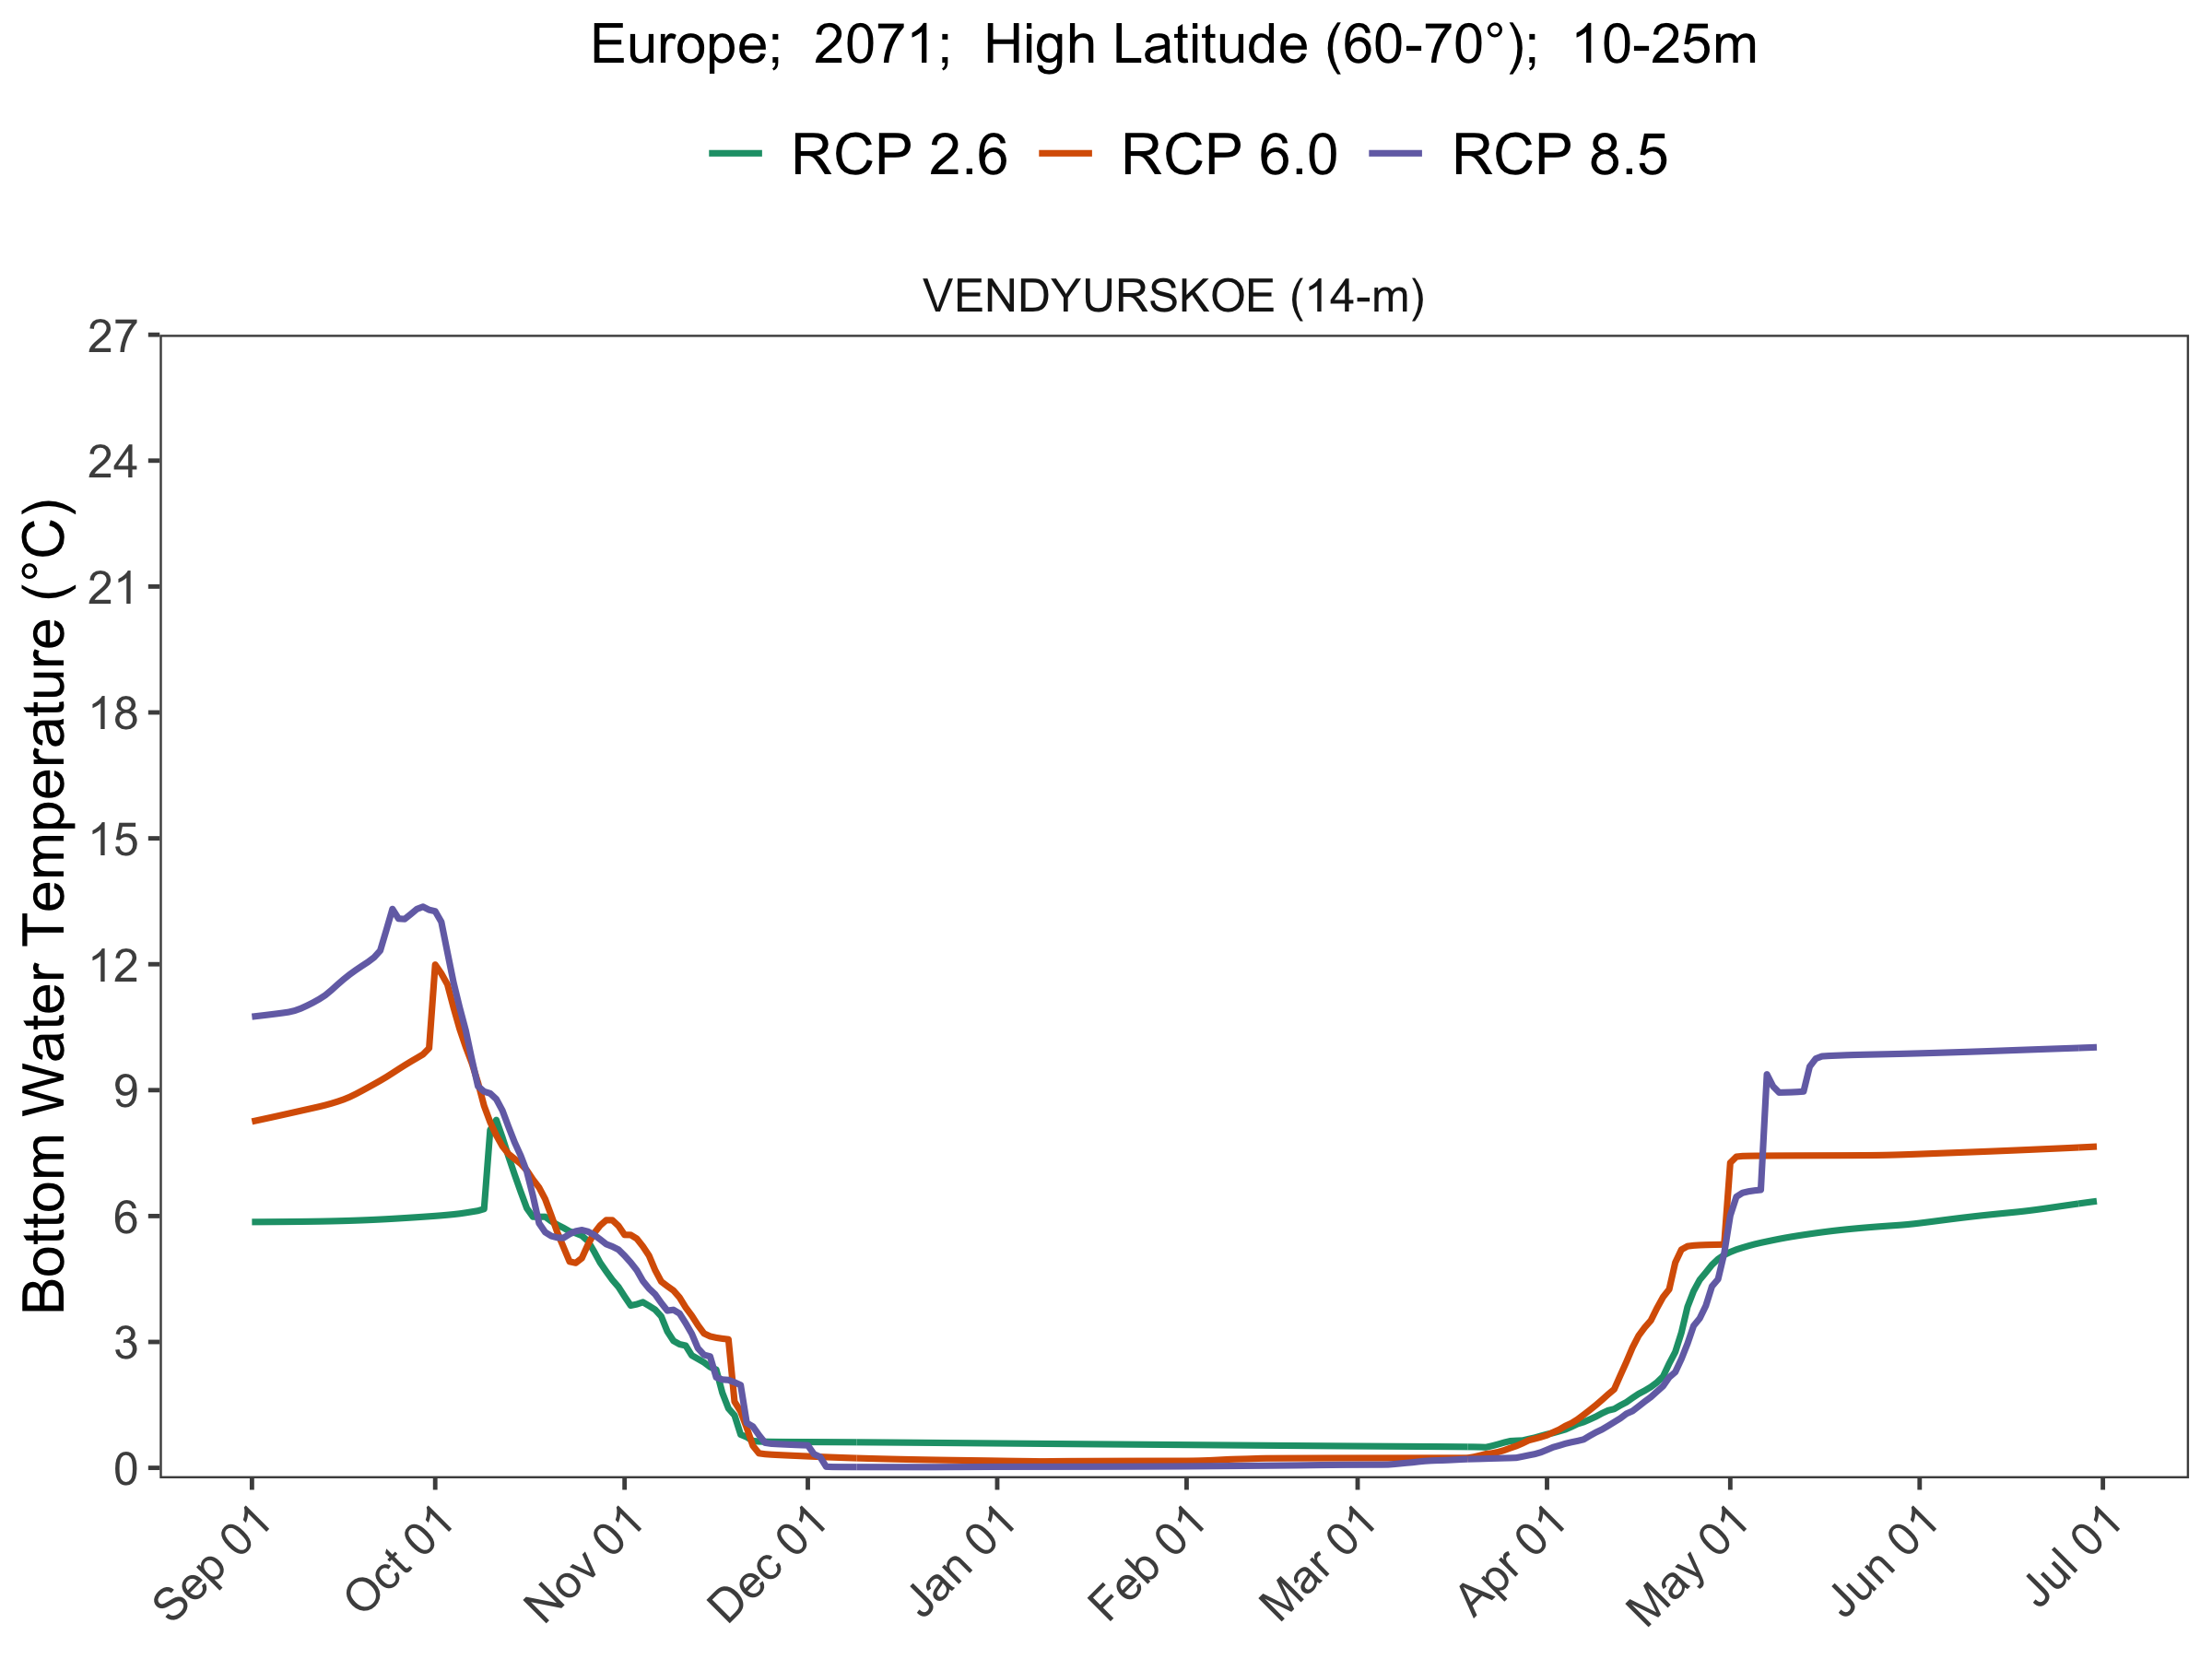 Europe;  2071;  High Latitude (60-70°);  10-25m
RCP 2.6 RCP 6.0 RCP 8.5
VENDYURSKOE (14-m)
Bottom Water Temperature (°C)
27
24
21
18
15
12
9
6
3
0
Sep 01 Oct 01 Nov 01 Dec 01 Jan 01 Feb 01 Mar 01 Apr 01 May 01 Jun 01 Jul 01